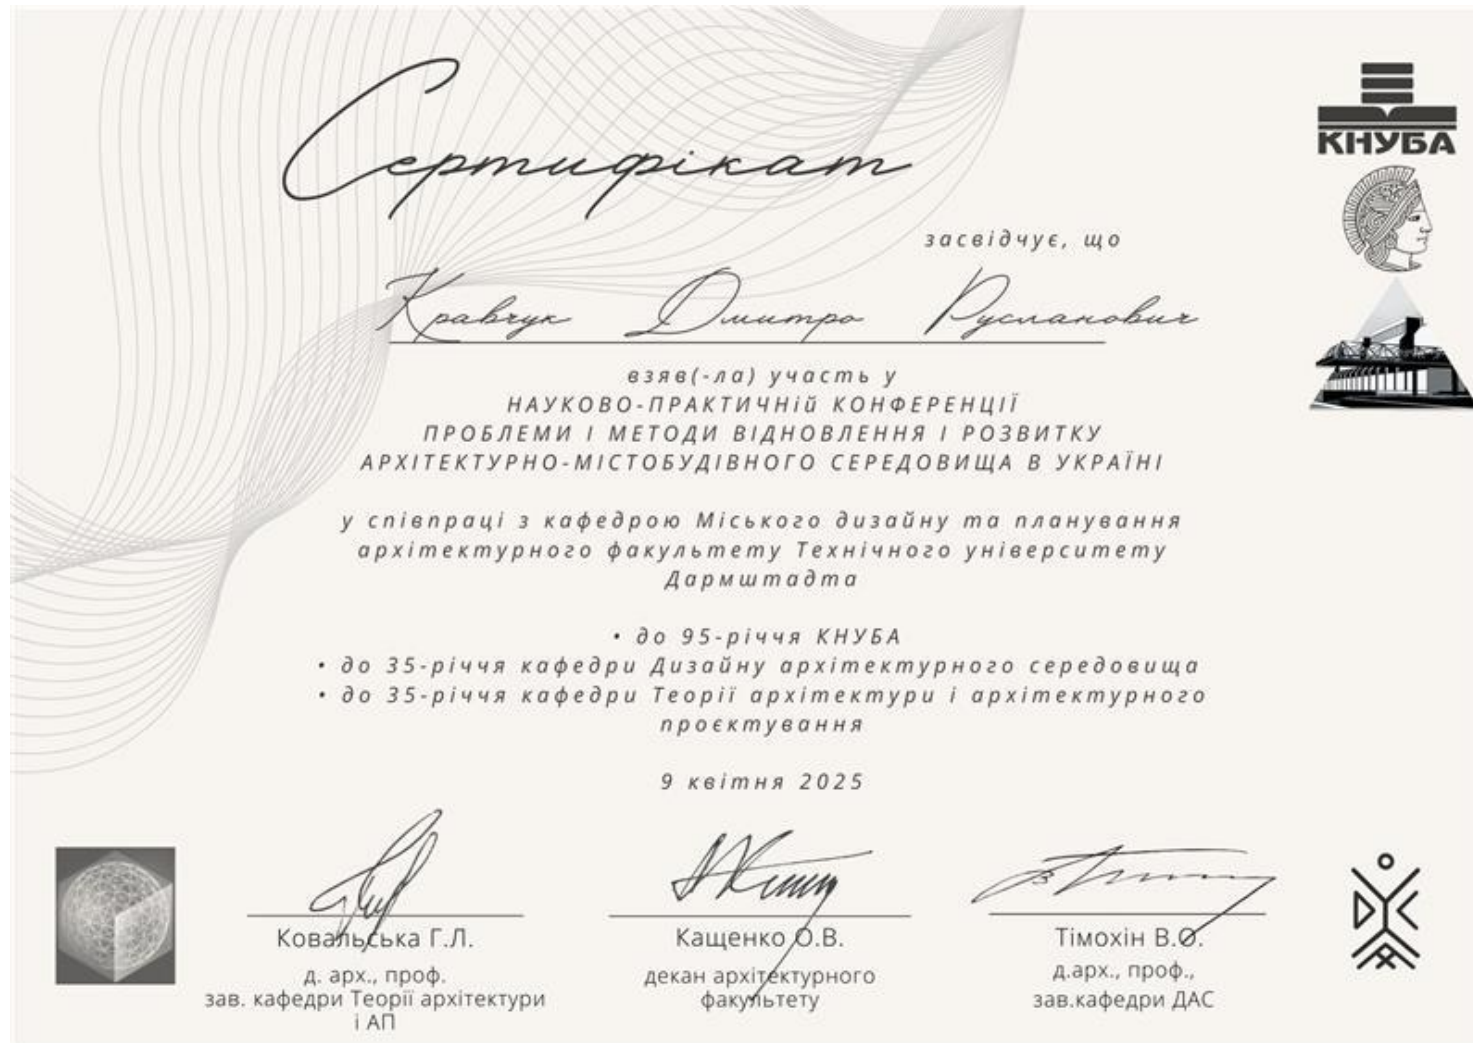 Сертифікат
КНУБА
засвідчує, що
Кравчук Дмитро Русланович
взяв(-ла) участь у
НАУКОВО-ПРАКТИЧНій КОНФЕРЕНЦІЇ
ПРОБЛЕМИ І МЕТОДИ ВІДНОВЛЕННЯ І РОЗВИТКУ
АРХІТЕКТУРНО-МІСТОБУДІВНОГО СЕРЕДОВИЩА В УКРАЇНІ
у співпраці з кафедрою Міського дизайну та планування
архітектурного факультету Технічного університету
Дармштадта
• до 95-річчя КНУБА
• до 35-річчя кафедри Дизайну архітектурного середовища
• до 35-річчя кафедри Теорії архітектури і архітектурного
проєктування
9 квітня 2025
Ковальська Г.Л.
д. арх., проф.
зав. кафедри Теорії архітектури
і АП
Кащенко О.В.
декан архітектурного
факультету
Тімохін В.О.
д.арх., проф.,
зав.кафедри ДАС